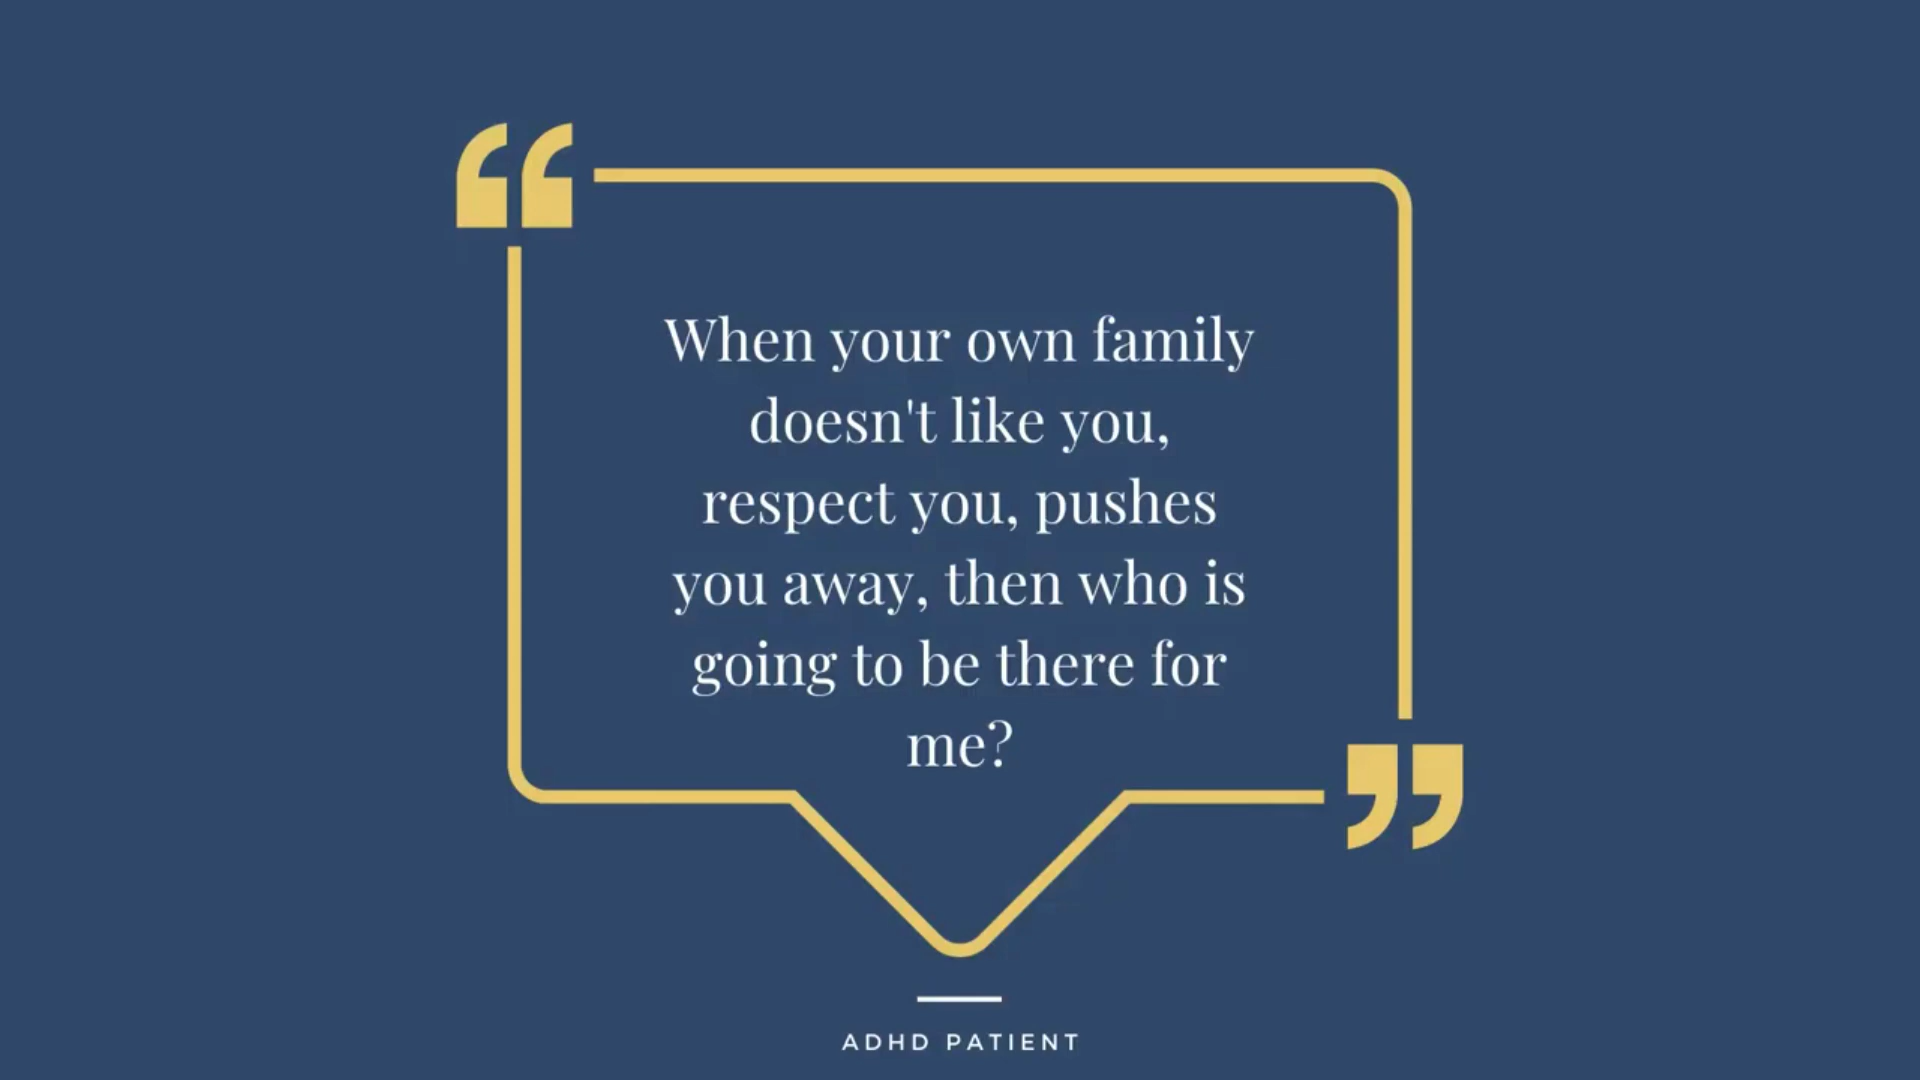 When your own family
doesn't like you,
respect you, pushes
you away, then who is
going to be there for
me?
ADHD PATIENT